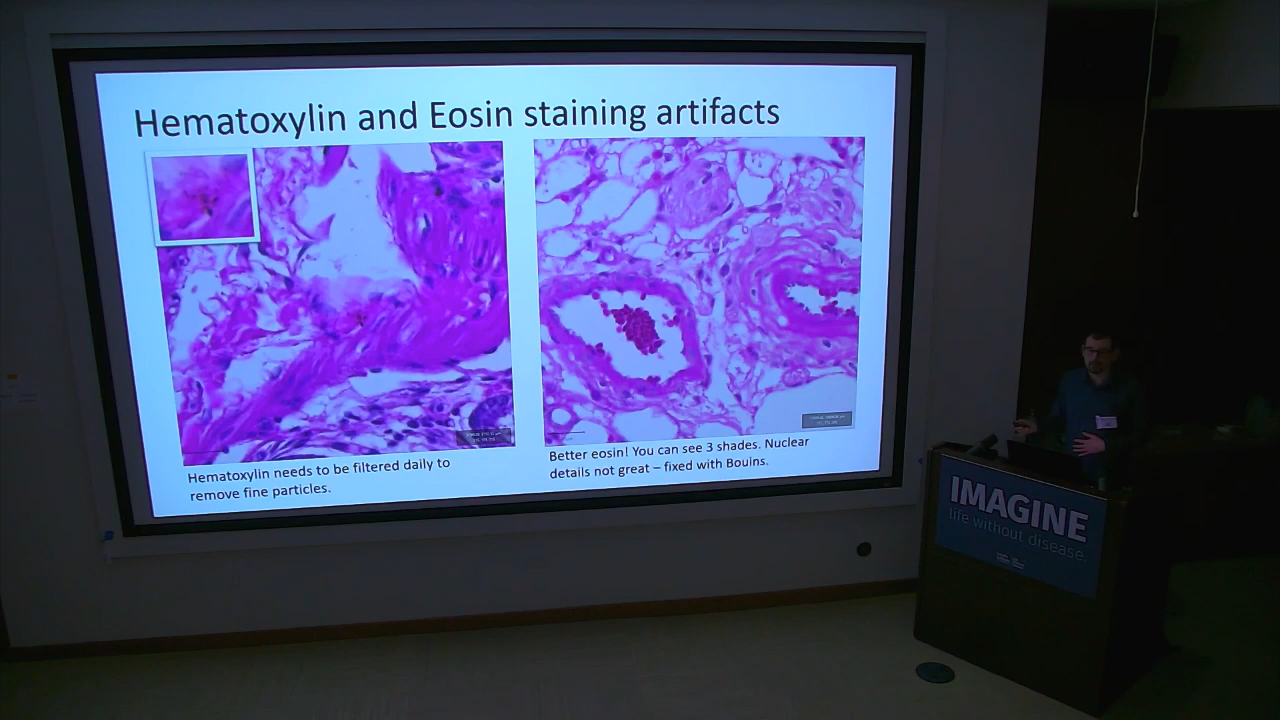 Hematoxylin and Eosin staining artifacts
Hematoxylin needs to be filtered daily to
remove fine particles.
Better eosin! You can see 3 shades. Nuclear
details not great – fixed with Bouins.
IMAGINE
life without disease.